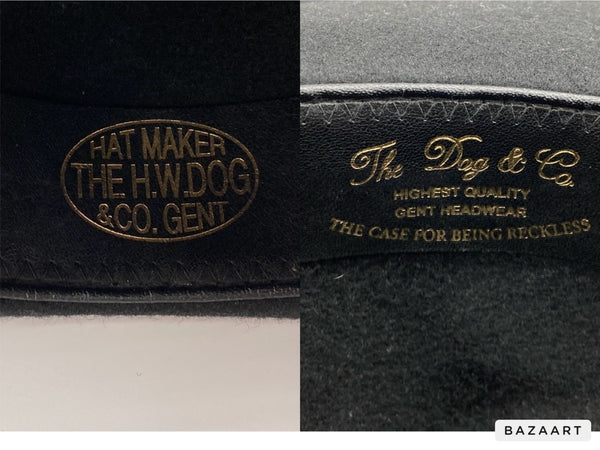 HAT MAKER
THE H.W.DOG
&CO. GENT
The Dog & Co.
HIGHEST QUALITY
GENT HEADWEAR
THE CASE FOR BEING RECKLESS
BAZAART